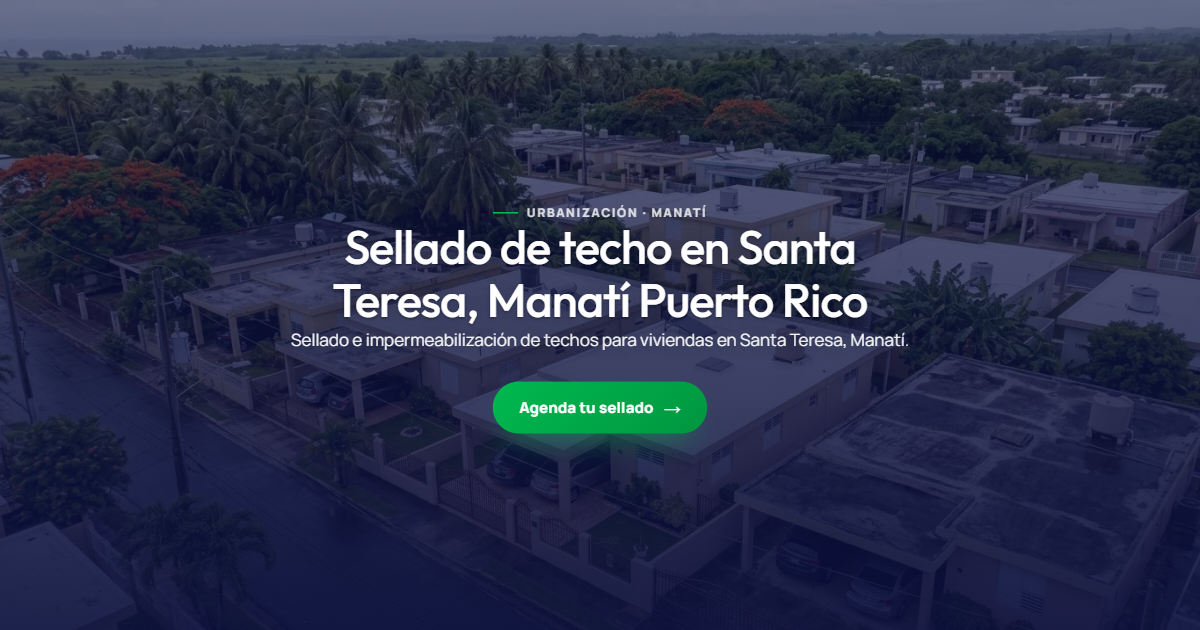 URBANIZACIÓN · MANATÍ
Sellado de techo en Santa
Teresa, Manatí Puerto Rico
Sellado e impermeabilización de techos para viviendas en Santa Teresa, Manatí.
Agenda tu sellado →